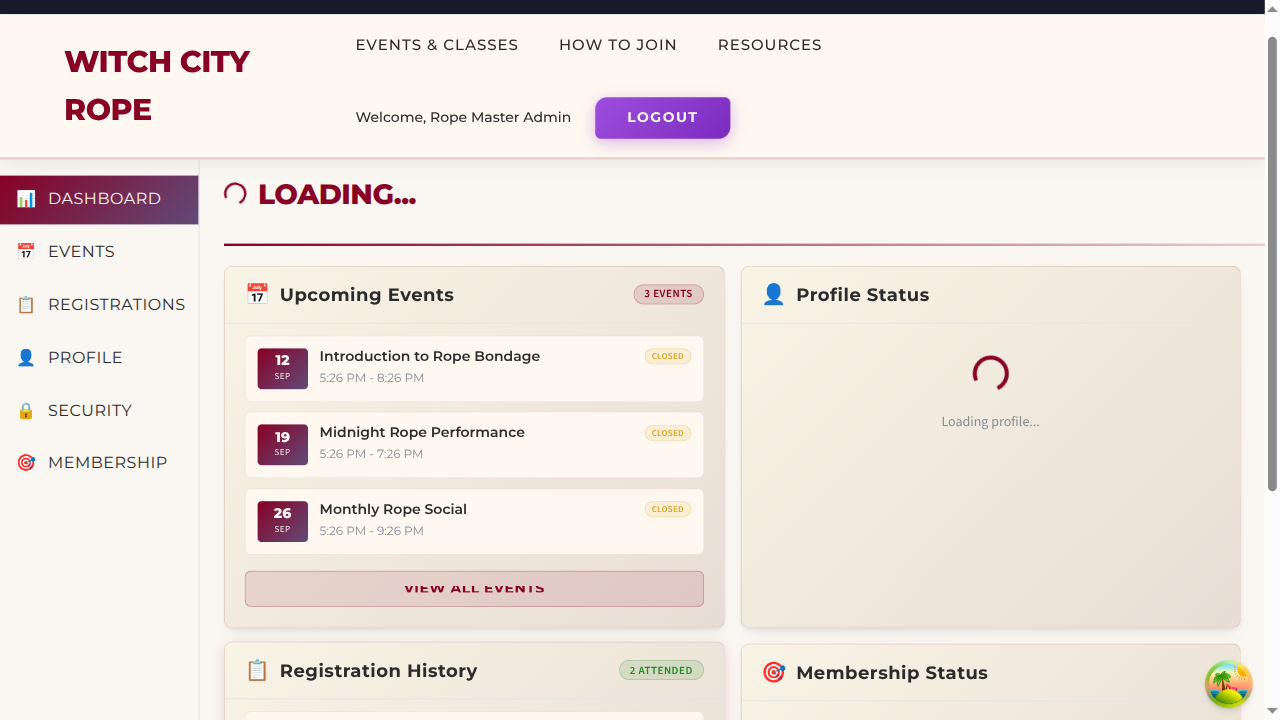 WITCH CITY
ROPE
EVENTS & CLASSES
HOW TO JOIN
RESOURCES
Welcome, Rope Master Admin
LOGOUT
DASHBOARD
EVENTS
REGISTRATIONS
PROFILE
SECURITY
MEMBERSHIP
LOADING...
Upcoming Events
3 EVENTS
12
SEP
Introduction to Rope Bondage
5:26 PM - 8:26 PM
CLOSED
19
SEP
Midnight Rope Performance
5:26 PM - 7:26 PM
CLOSED
26
SEP
Monthly Rope Social
5:26 PM - 9:26 PM
CLOSED
VIEW ALL EVENTS
Profile Status
Loading profile...
Registration History
2 ATTENDED
Membership Status